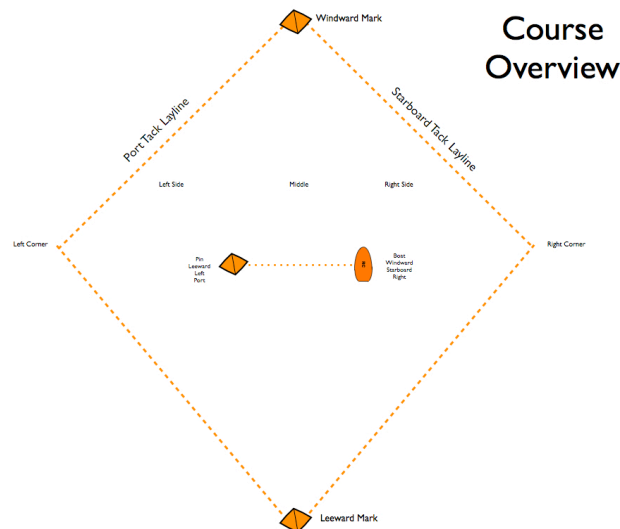 Windward Mark
Course
Overview
Port Tack Layline
Starboard Tack Layline
Left Side
Middle
Right Side
Left Corner
Right Corner
Pin
Leeward
Left
Port
Boat
Windward
Starboard
Right
Leeward Mark